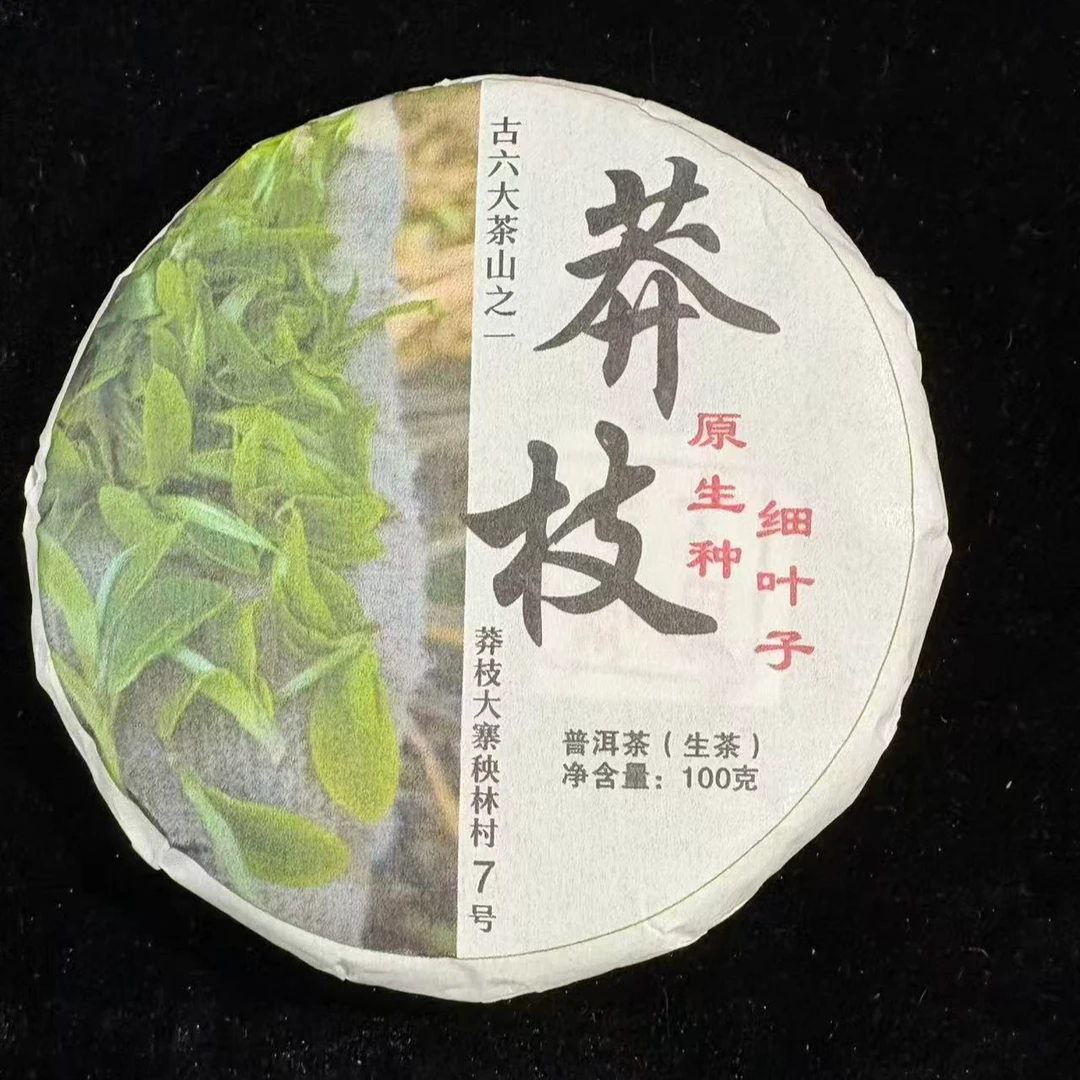 古六大茶山之一
莽枝
原生种
细叶子
莽枝大寨秧林村7号
普洱茶（生茶）
净含量：100克